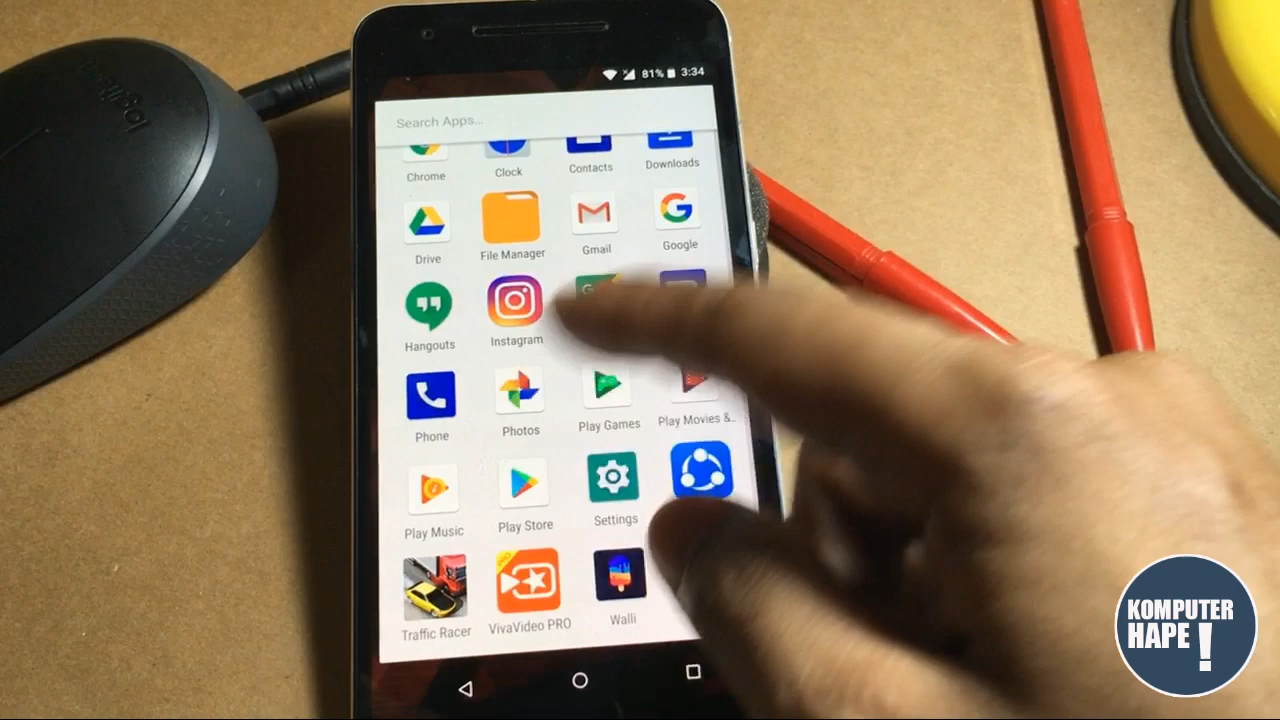 logitech
81% 3:34
Search Apps...
Chrome Clock Contacts Downloads
Drive File Manager Gmail Google
Hangouts Instagram
Phone Photos Play Games Play Movies &..
Play Music Play Store Settings
Traffic Racer VivaVideo PRO Walli
KOMPUTER
HAPE !